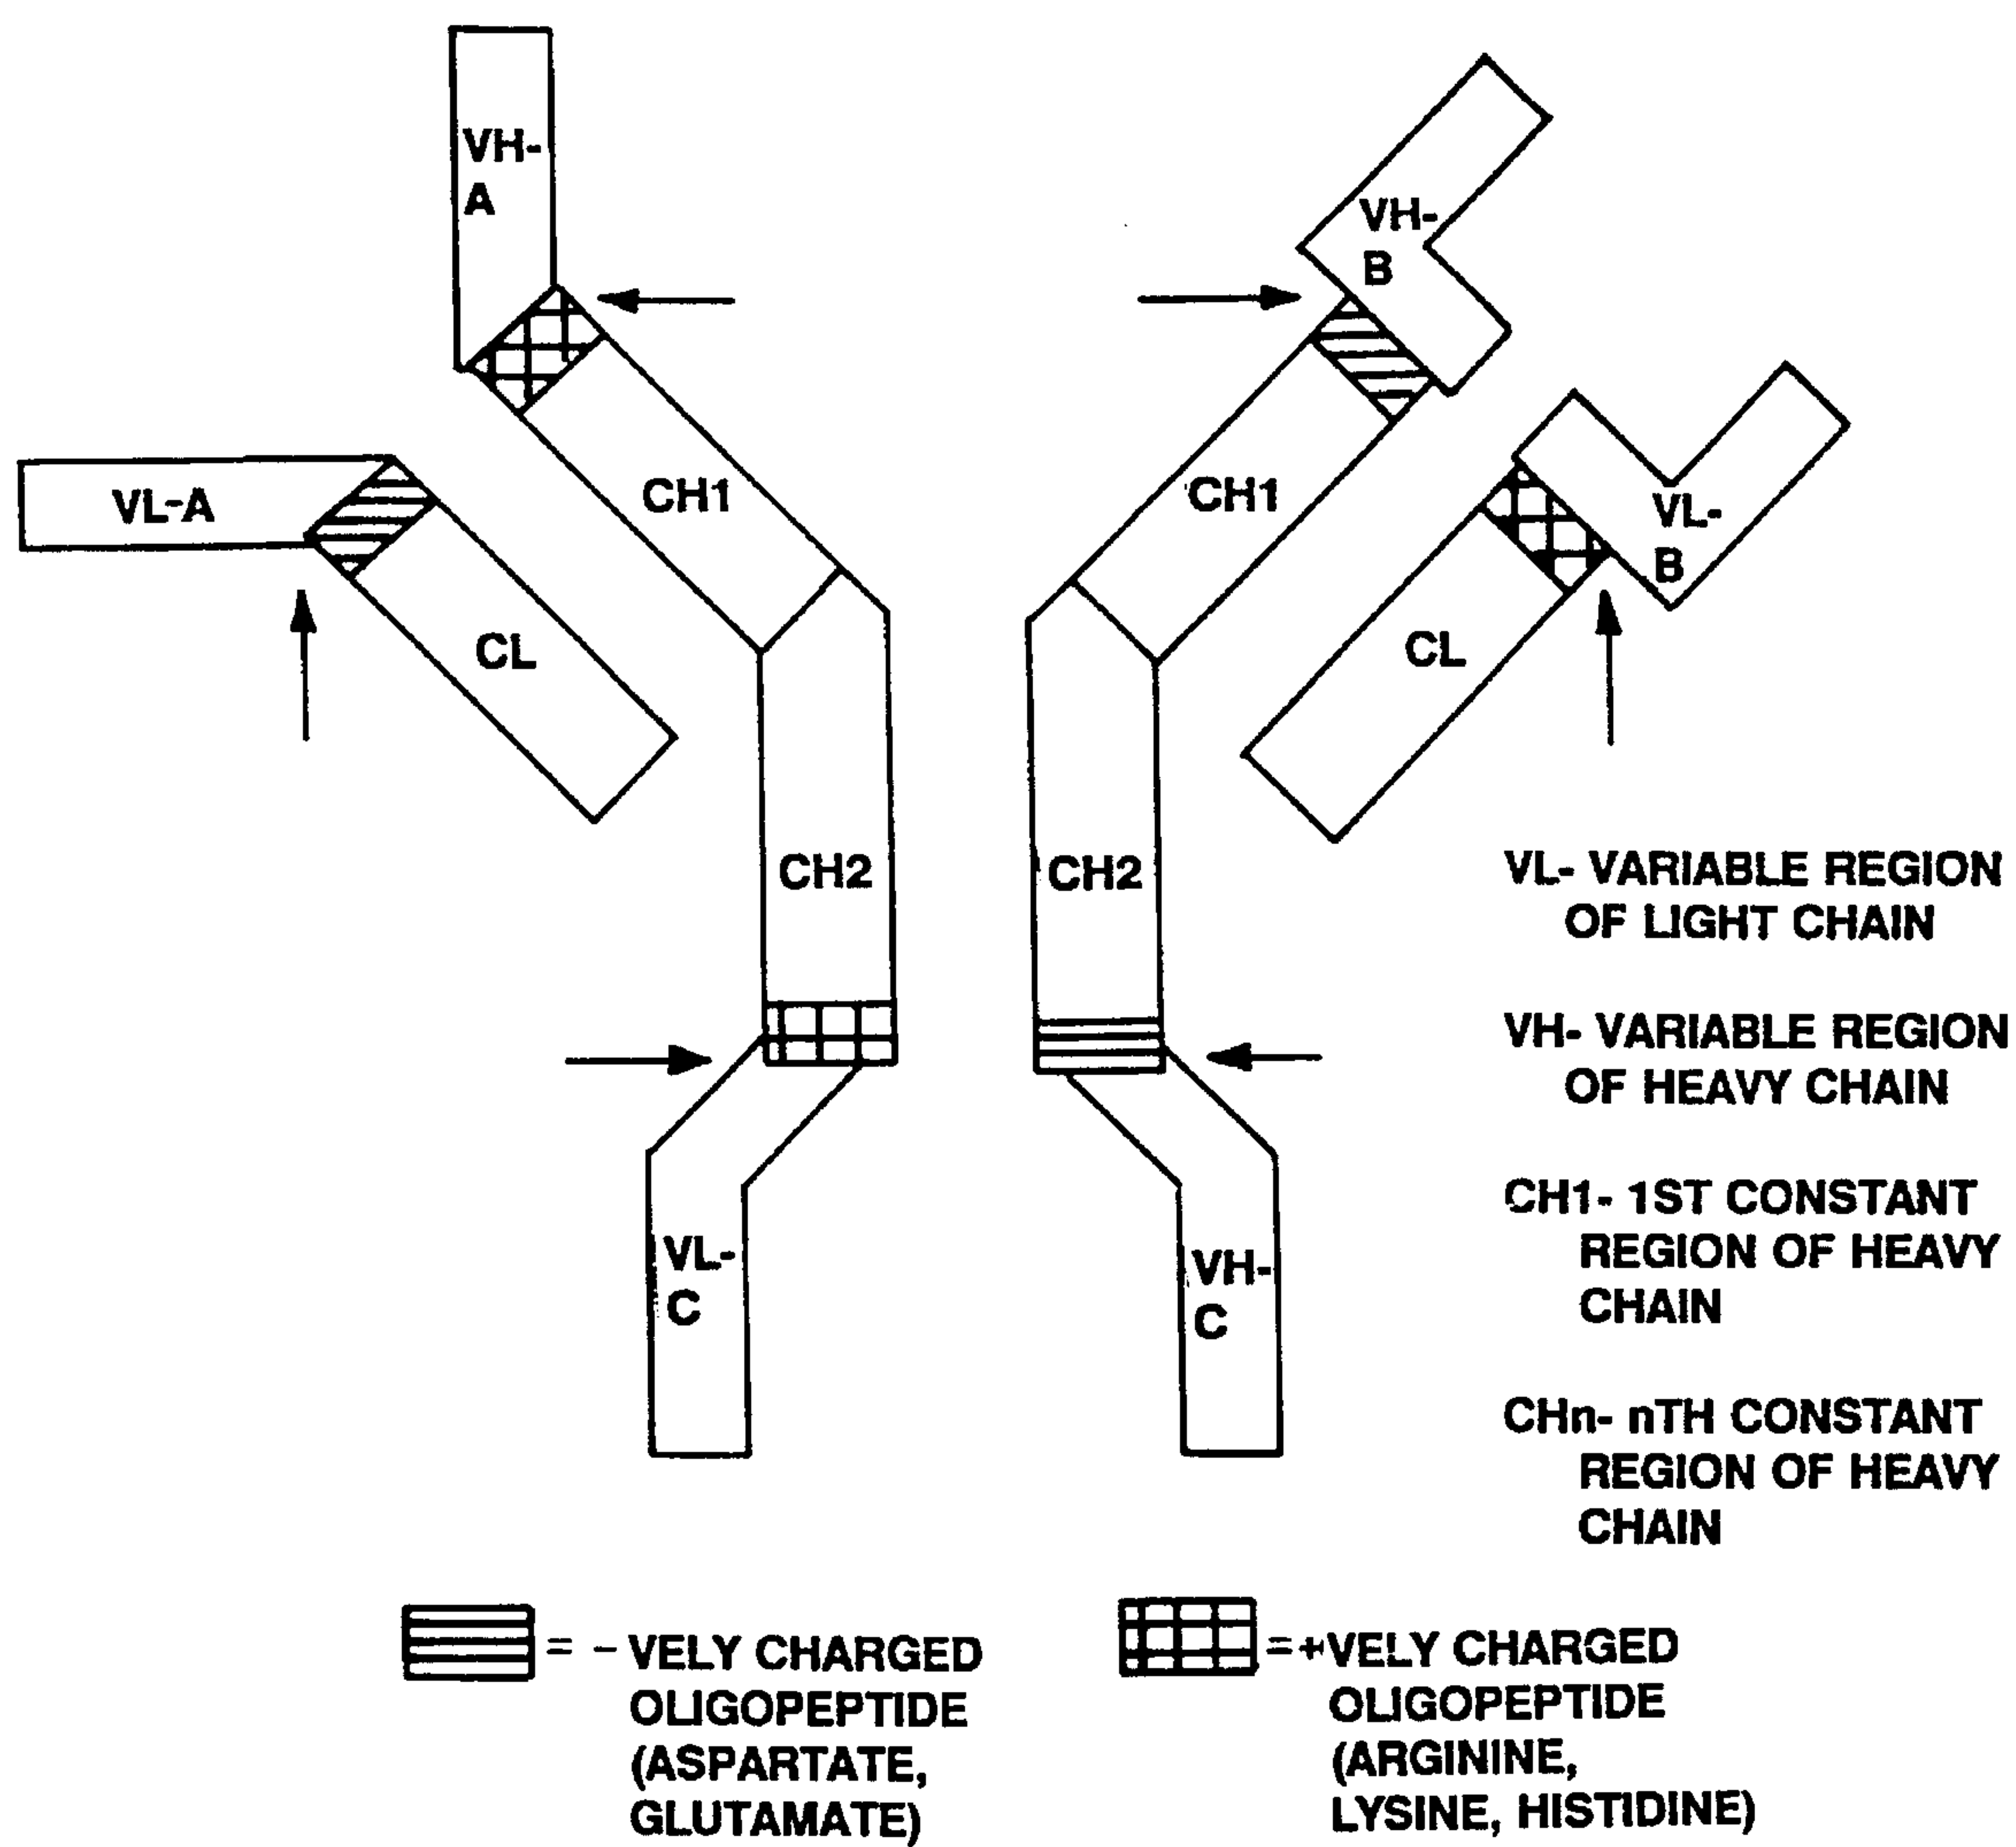 VH-
A
VH-
B
VL-A
CH1
CH1
VL-
B
CL
CL
CH2
CH2
VL- VARIABLE REGION
OF LIGHT CHAIN
VH- VARIABLE REGION
OF HEAVY CHAIN
CH1- 1ST CONSTANT
REGION OF HEAVY
CHAIN
VL-
C
VH-
C
CHn- nTH CONSTANT
REGION OF HEAVY
CHAIN
= - VELY CHARGED
OLIGOPEPTIDE
(ASPARTATE,
GLUTAMATE)
=+VELY CHARGED
OLIGOPEPTIDE
(ARGININE,
LYSINE, HISTIDINE)